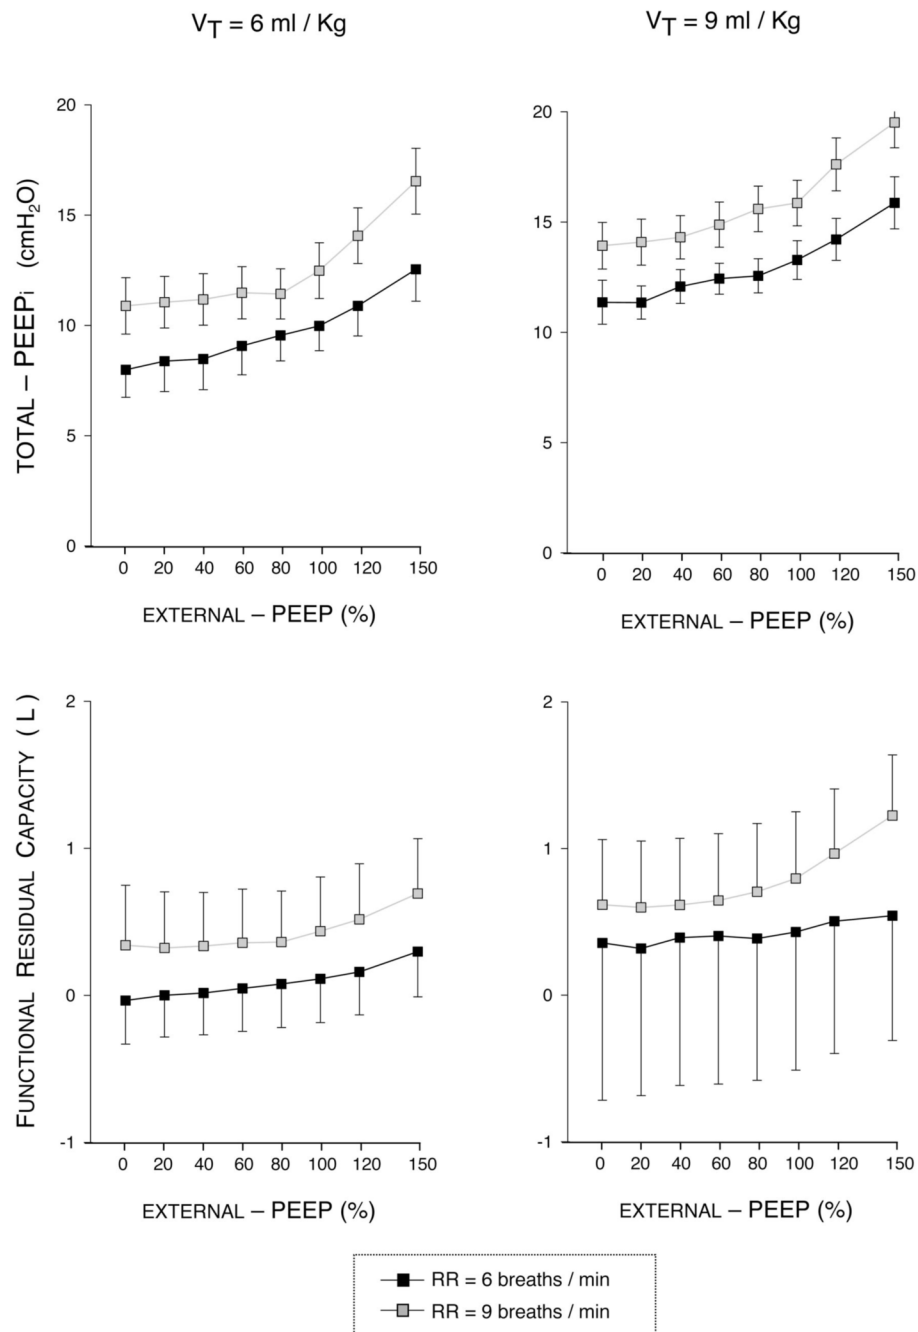 VT = 6 ml / Kg
VT = 9 ml / Kg
TOTAL – PEEPi (cmH2O)
20
15
10
5
0
0 20 40 60 80 100 120 150
EXTERNAL – PEEP (%)
20
15
10
5
0
0 20 40 60 80 100 120 150
EXTERNAL – PEEP (%)
FUNCTIONAL RESIDUAL CAPACITY ( L )
2
1
0
-1
0 20 40 60 80 100 120 150
EXTERNAL – PEEP (%)
2
1
0
-1
0 20 40 60 80 100 120 150
EXTERNAL – PEEP (%)
RR = 6 breaths / min
RR = 9 breaths / min